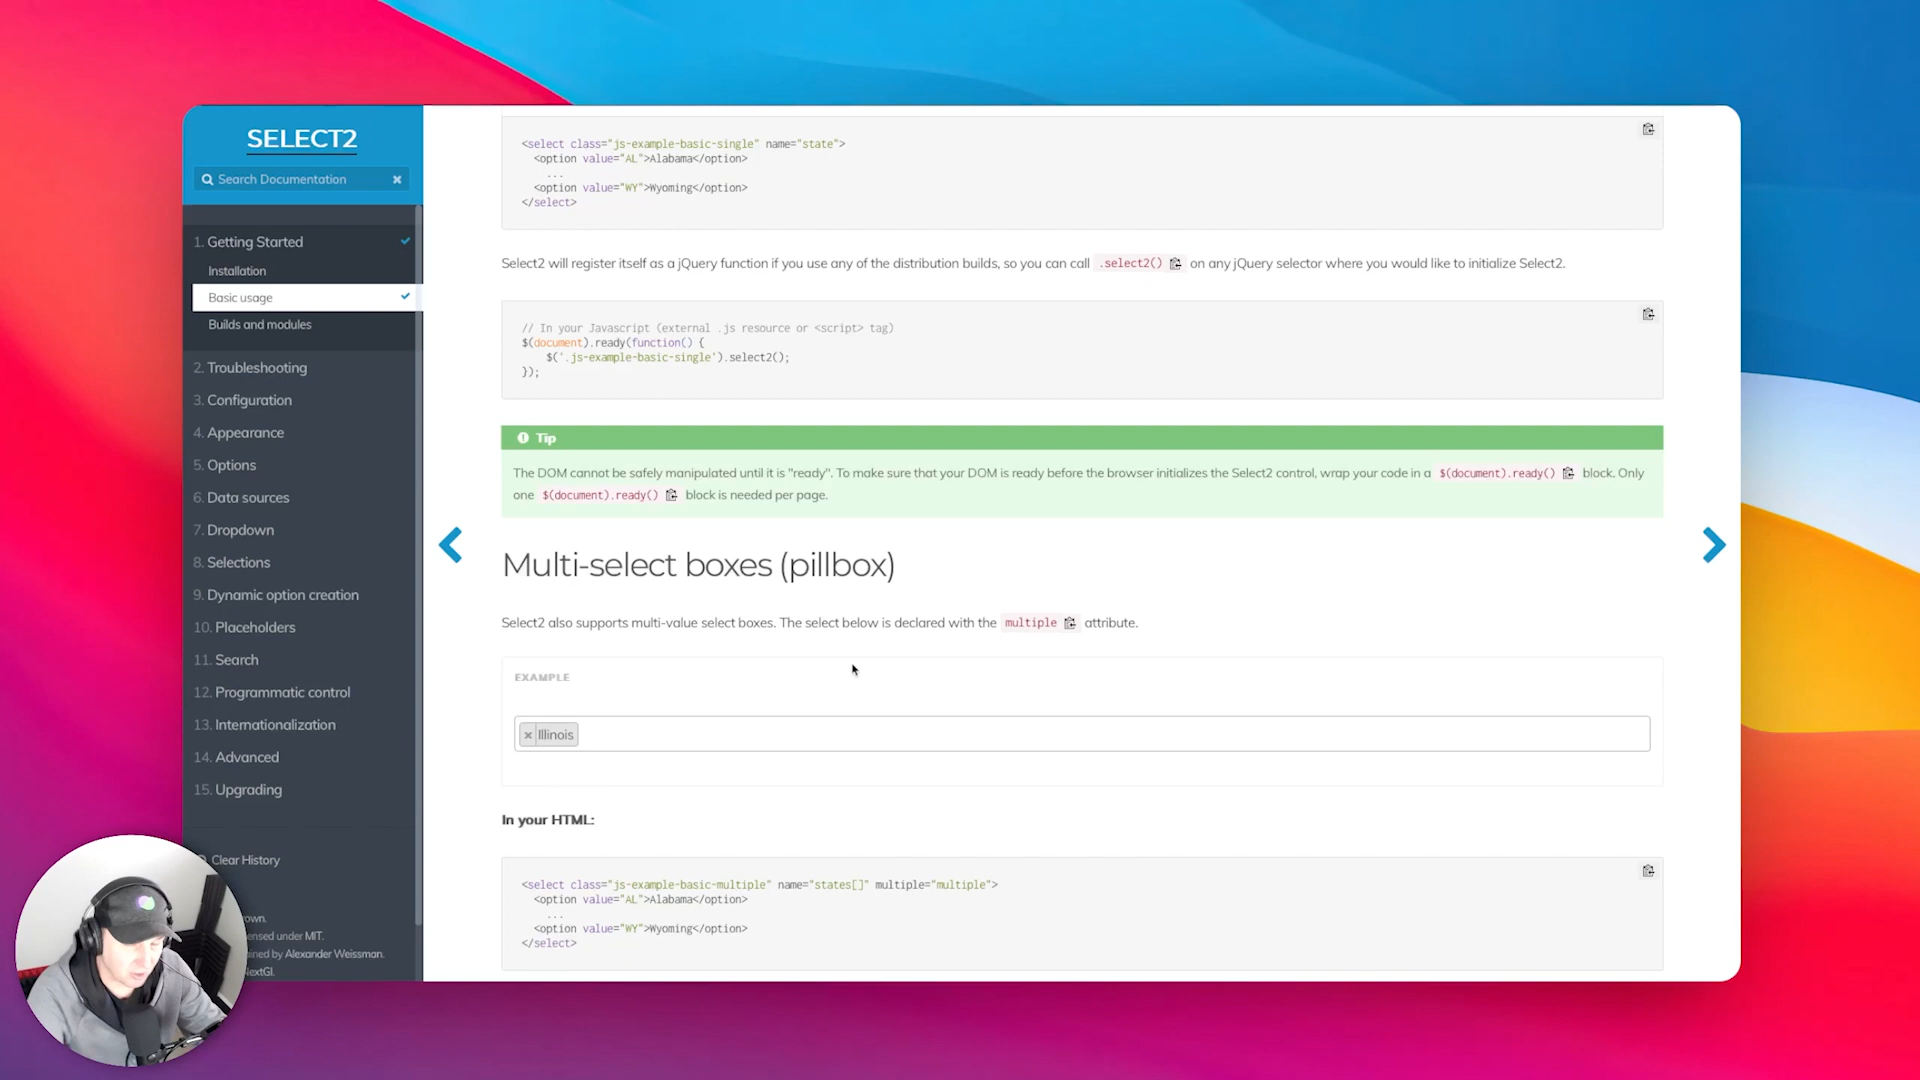 SELECT2
Search Documentation
1. Getting Started
Installation
Basic usage
Builds and modules
2. Troubleshooting
3. Configuration
4. Appearance
5. Options
6. Data sources
7. Dropdown
8. Selections
9. Dynamic option creation
10. Placeholders
11. Search
12. Programmatic control
13. Internationalization
14. Advanced
15. Upgrading
Clear History
under MIT.
by Alexander Weissman.
<select class="js-example-basic-single" name="state">
<option value="AL">Alabama</option>
...
<option value="WY">Wyoming</option>
</select>
Select2 will register itself as a jQuery function if you use any of the distribution builds, so you can call .select2() on any jQuery selector where you would like to initialize Select2.
// In your Javascript (external .js resource or <script> tag)
$(document).ready(function() {
$('.js-example-basic-single').select2();
});
Tip
The DOM cannot be safely manipulated until it is "ready". To make sure that your DOM is ready before the browser initializes the Select2 control, wrap your code in a $(document).ready() block. Only
one $(document).ready() block is needed per page.
Multi-select boxes (pillbox)
Select2 also supports multi-value select boxes. The select below is declared with the multiple attribute.
EXAMPLE
× Illinois
In your HTML:
<select class="js-example-basic-multiple" name="states[]" multiple="multiple">
<option value="AL">Alabama</option>
...
<option value="WY">Wyoming</option>
</select>